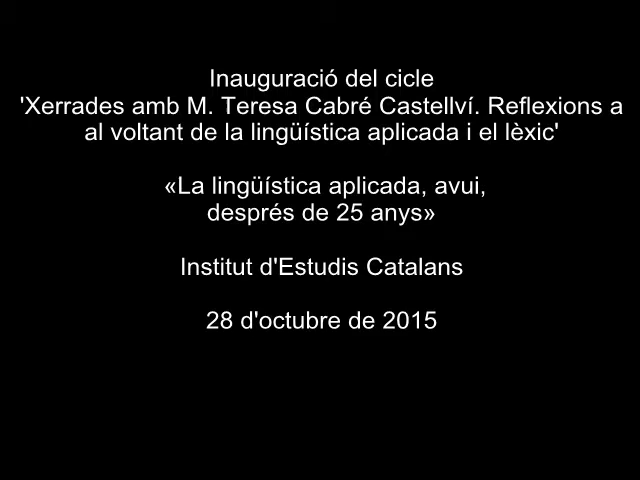 Inauguració del cicle
'Xerrades amb M. Teresa Cabré Castellví. Reflexions a
al voltant de la lingüística aplicada i el lèxic'
«La lingüística aplicada, avui,
després de 25 anys»
Institut d'Estudis Catalans
28 d'octubre de 2015